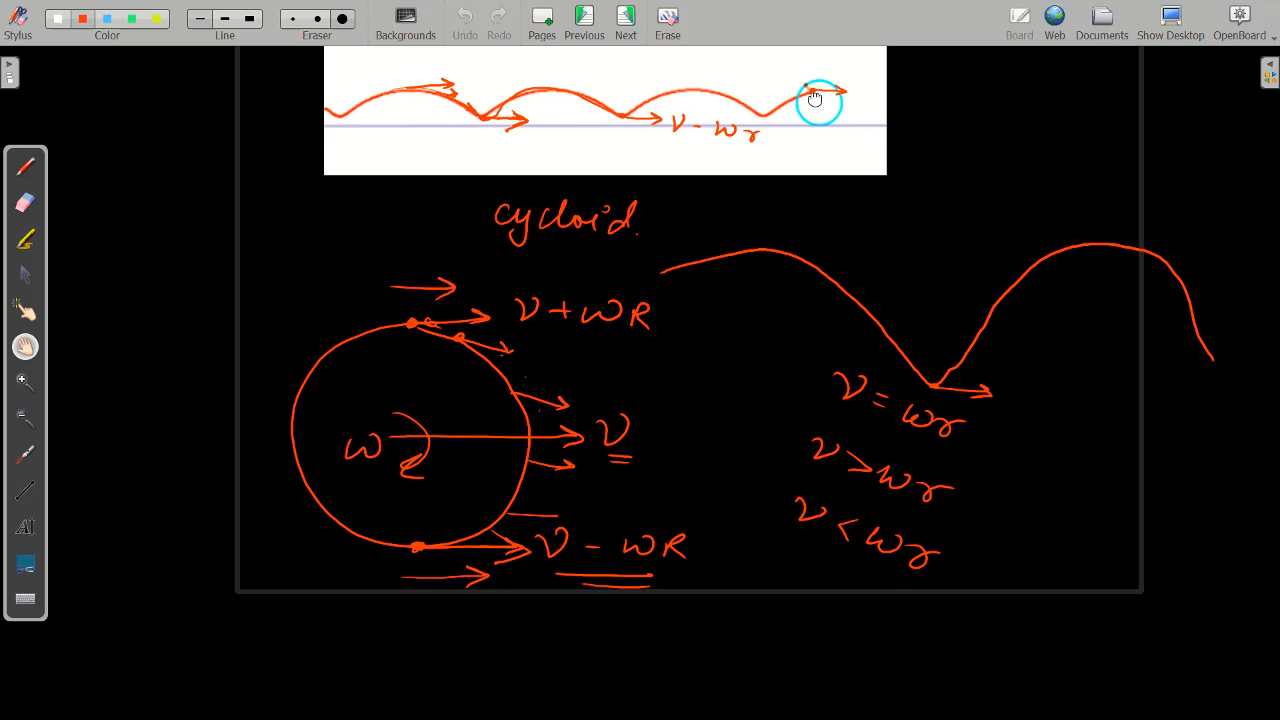 Stylus
Color
Line
Eraser
Backgrounds
Undo
Redo
Pages
Previous
Next
Erase
Board
Web
Documents
Show Desktop
OpenBoard
v - ωr
cycloid.
v + ωR
ω
v
v - ωR
v = ωr
v > ωr
v < ωr
AI